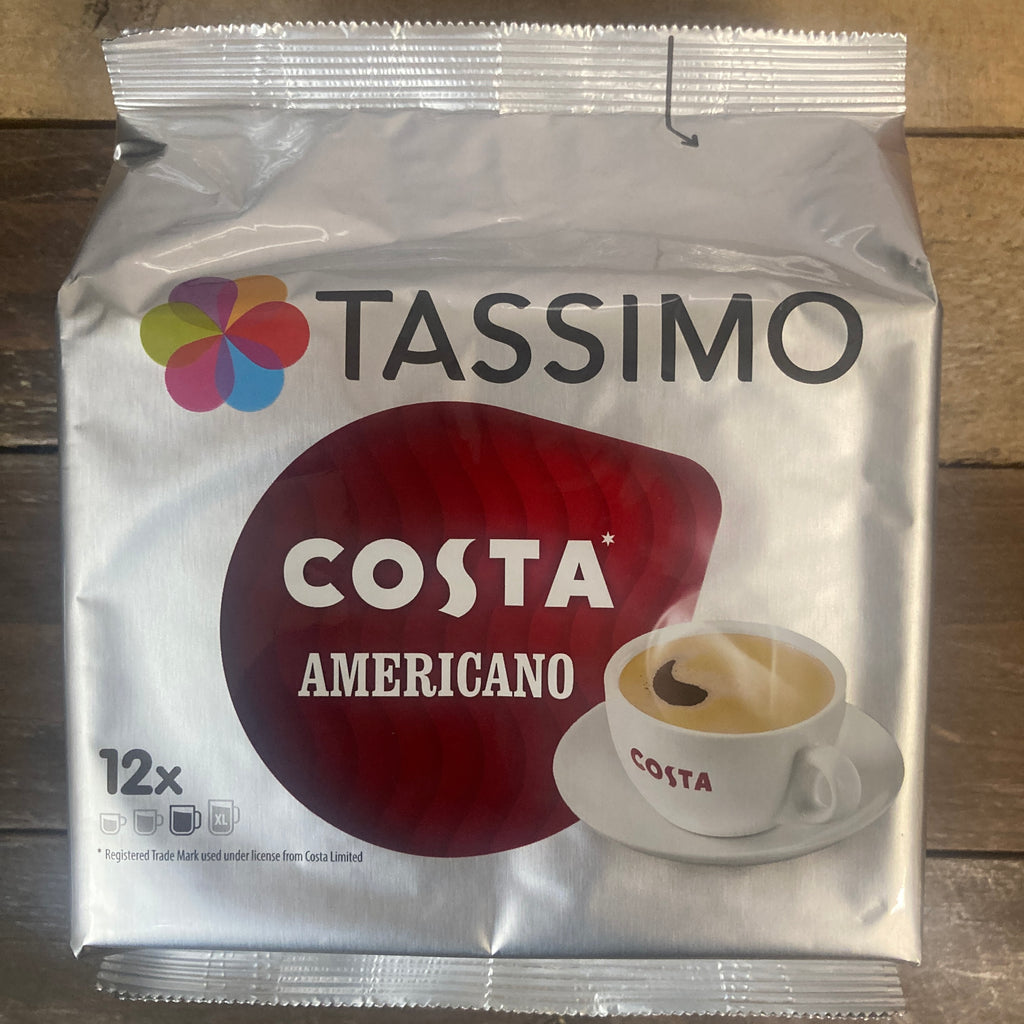 TASSIMO
COSTA*
AMERICANO
COSTA
12x
XL
* Registered Trade Mark used under license from Costa Limited